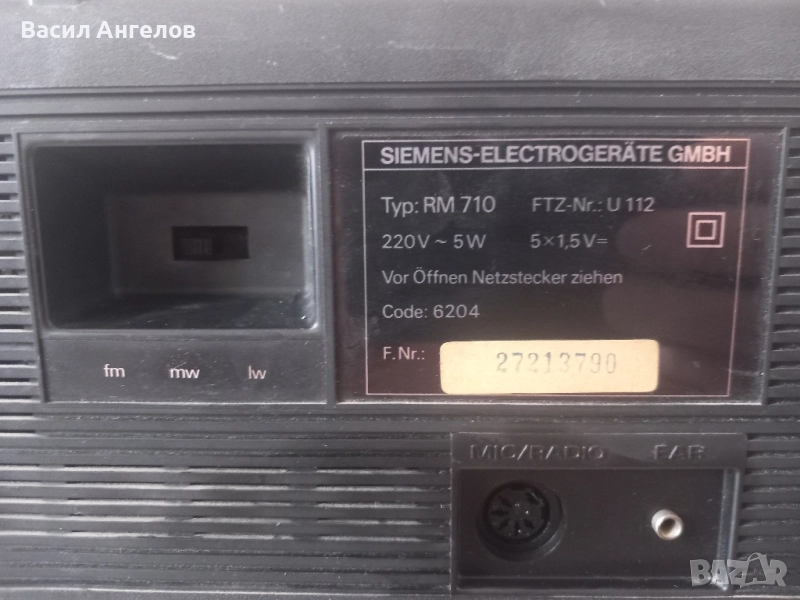 Васил Ангелов
SIEMENS-ELECTROGERÄTE GMBH
Typ: RM 710 FTZ-Nr.: U 112
220V ~ 5W 5×1,5V=
Vor Öffnen Netzstecker ziehen
Code: 6204
F.Nr.: 27213790
fm mw lw
MIC/RADIO EAR
BAZAR